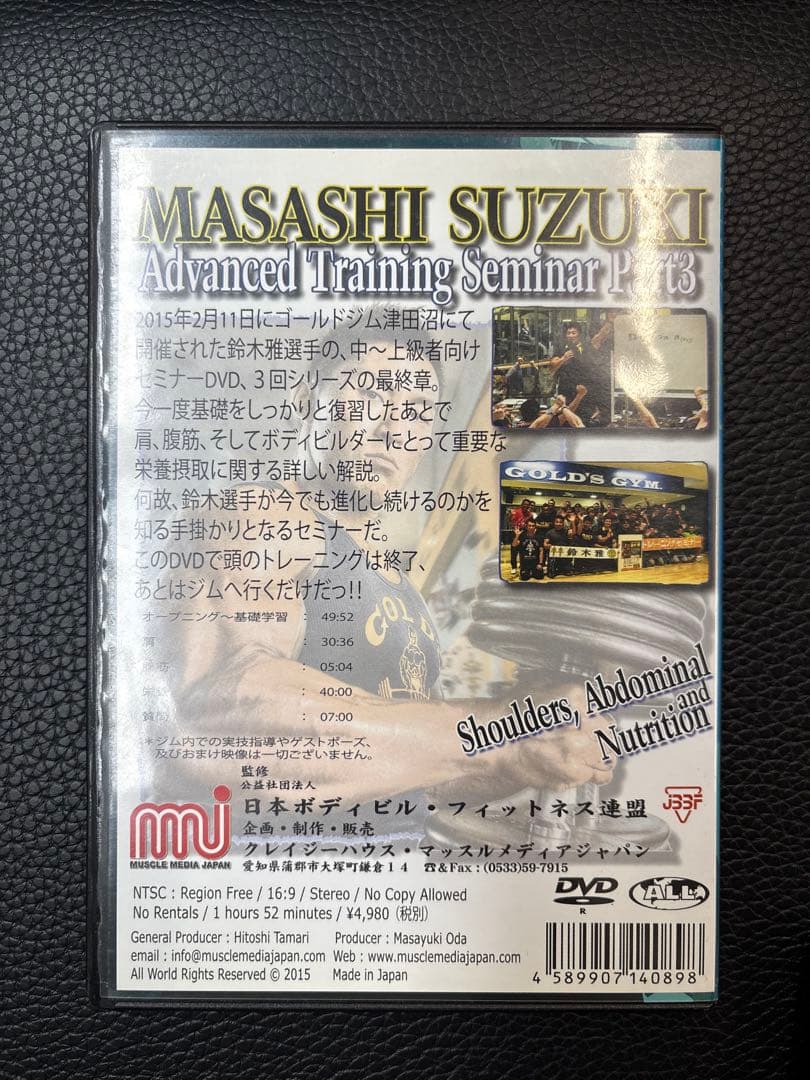 MASASHI SUZUKI
Advanced Training Seminar Part3
2015年2月11日にゴールドジム津田沼にて
開催された鈴木雅選手の、中〜上級者向け
セミナーDVD、3回シリーズの最終章。
今一度基礎をしっかりと復習したあとで
肩、腹筋、そしてボディビルダーにとって重要な
栄養摂取に関する詳しい解説。
何故、鈴木選手が今でも進化し続けるのかを
知る手掛かりとなるセミナーだ。
このDVDで頭のトレーニングは終了、
あとはジムへ行くだけだっ!!
GOLD'S GYM
鈴木雅
オープニング〜基礎学習 : 49:52
肩 : 30:36
腹筋 : 05:04
栄養 : 40:00
質問 : 07:00
GOLD
Shoulders, Abdominal
and
Nutrition
*ジム内での実技指導やゲストポーズ、
及びおまけ映像は一切ございません。
監修
公益社団法人
日本ボディビル・フィットネス連盟
JBBF
企画・制作・販売
クレイジーハウス・マッスルメディアジャパン
愛知県蒲郡市大塚町鎌倉14 ☎&Fax : (0533)59-7915
mj
MUSCLE MEDIA JAPAN
NTSC : Region Free / 16:9 / Stereo / No Copy Allowed
No Rentals / 1 hours 52 minutes / ¥4,980 (税別)
DVD
R
ALL
General Producer : Hitoshi Tamari Producer : Masayuki Oda
email : info@musclemediajapan.com Web : www.musclemediajapan.com
All World Rights Reserved © 2015 Made in Japan
4 589907 140898